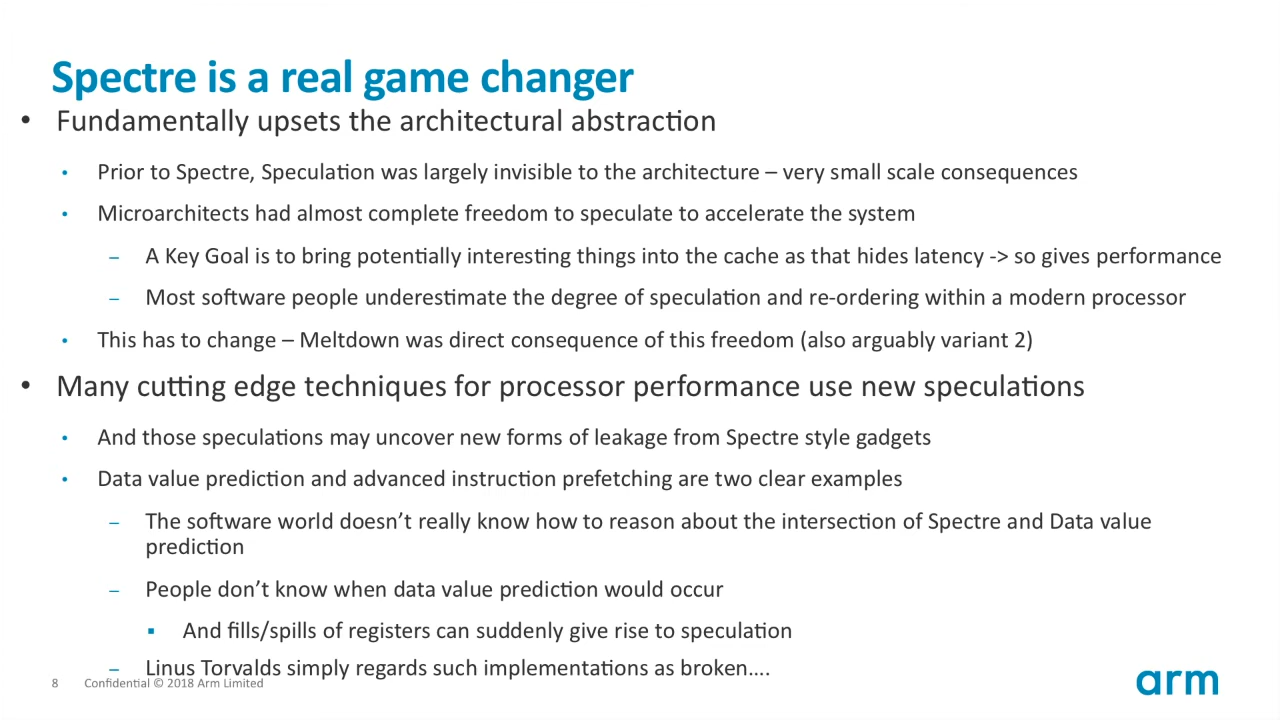 Spectre is a real game changer
• Fundamentally upsets the architectural abstraction
• Prior to Spectre, Speculation was largely invisible to the architecture – very small scale consequences
• Microarchitects had almost complete freedom to speculate to accelerate the system
– A Key Goal is to bring potentially interesting things into the cache as that hides latency -> so gives performance
– Most software people underestimate the degree of speculation and re-ordering within a modern processor
• This has to change – Meltdown was direct consequence of this freedom (also arguably variant 2)
• Many cutting edge techniques for processor performance use new speculations
• And those speculations may uncover new forms of leakage from Spectre style gadgets
• Data value prediction and advanced instruction prefetching are two clear examples
– The software world doesn’t really know how to reason about the intersection of Spectre and Data value
prediction
– People don’t know when data value prediction would occur
▪ And fills/spills of registers can suddenly give rise to speculation
– Linus Torvalds simply regards such implementations as broken....
8 Confidential © 2018 Arm Limited
arm